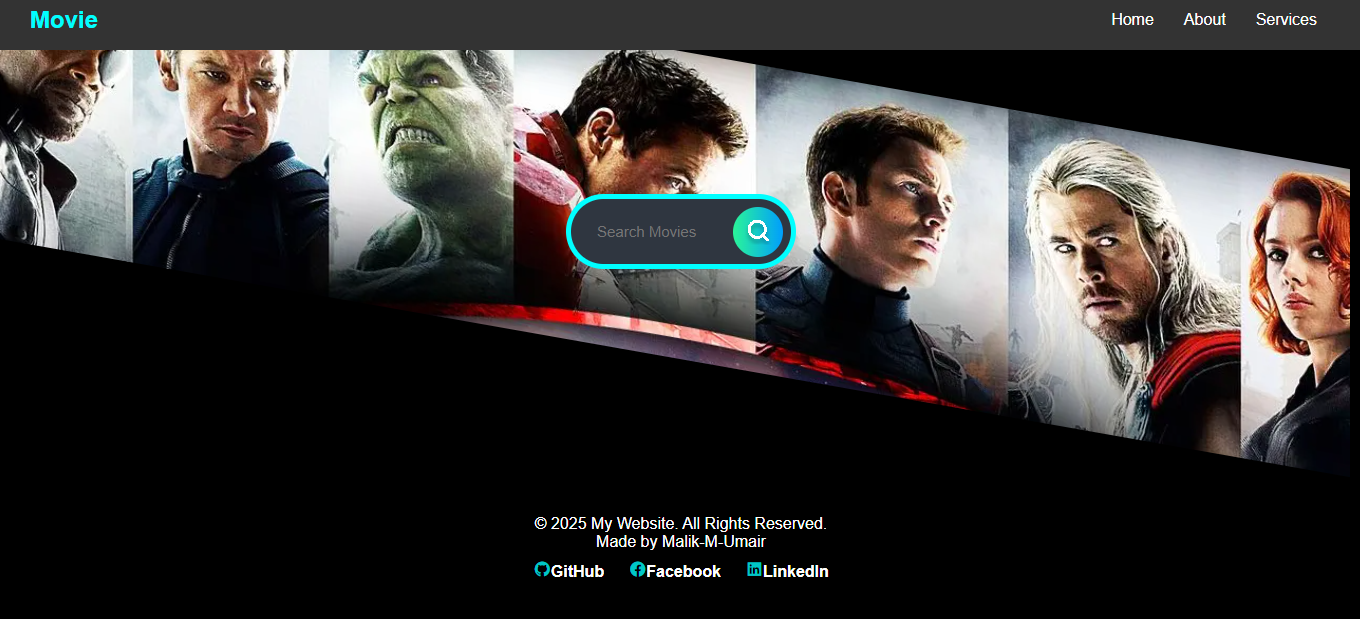 Movie
Home About Services
Search Movies
© 2025 My Website. All Rights Reserved.
Made by Malik-M-Umair
GitHub Facebook LinkedIn